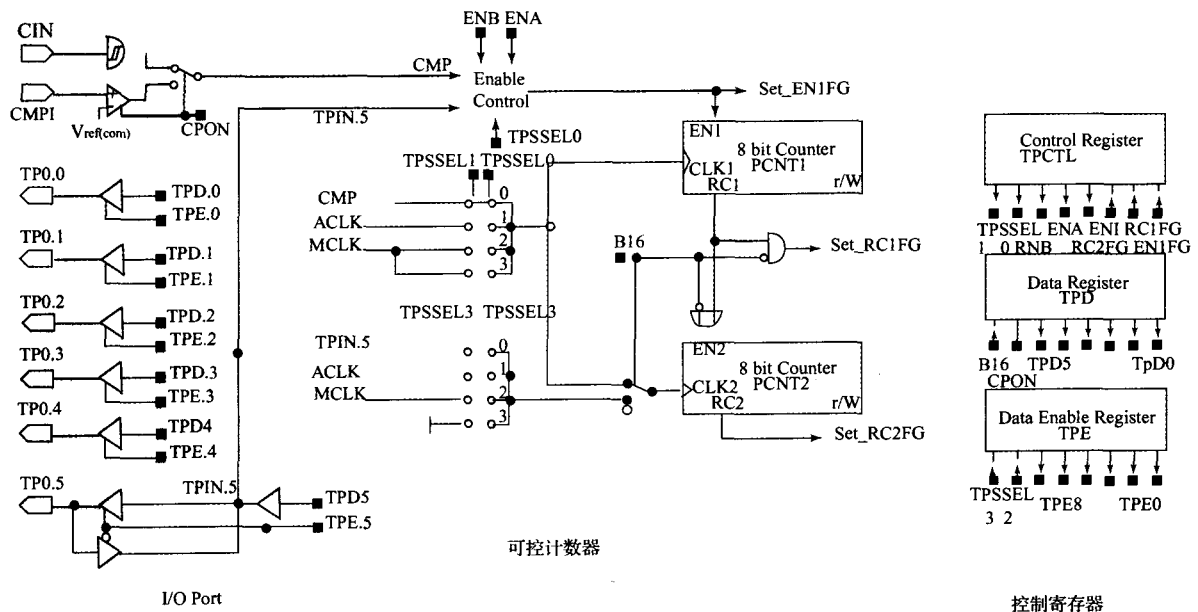 CIN
CMPI
Vref(com)
CPON
ENB ENA
CMP
TPIN.5
Enable
Control
Set_EN1FG
TPSSEL0
TPSSEL1 TPSSEL0
CMP
ACLK
MCLK
0
1
2
3
EN1
8 bit Counter
PCNT1
CLK1
RC1
r/W
B16
Set_RC1FG
TPSSEL3 TPSSEL3
TPIN.5
ACLK
MCLK
0
1
2
3
EN2
8 bit Counter
PCNT2
CLK2
RC2
r/W
Set_RC2FG
TP0.0
TPD.0
TPE.0
TP0.1
TPD.1
TPE.1
TP0.2
TPD.2
TPE.2
TP0.3
TPD.3
TPE.3
TP0.4
TPD4
TPE.4
TP0.5
TPIN.5
TPD5
TPE.5
I/O Port
可控计数器
Control Register
TPCTL
TPSSEL ENA ENI RC1FG
1 0 RNB RC2FG EN1FG
Data Register
TPD
B16 TPD5 TpD0
CPON
Data Enable Register
TPE
TPSSEL TPE8 TPE0
3 2
控制寄存器